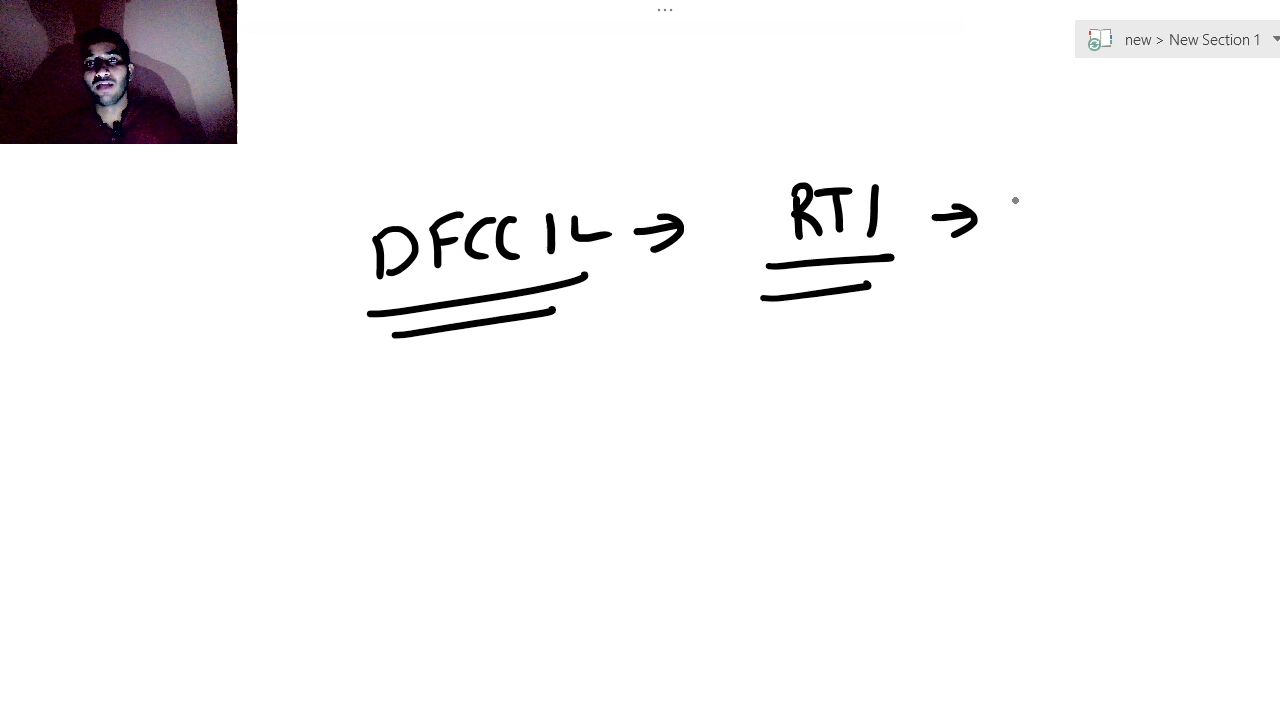 ...
new > New Section 1
DFCCIL → RTI →